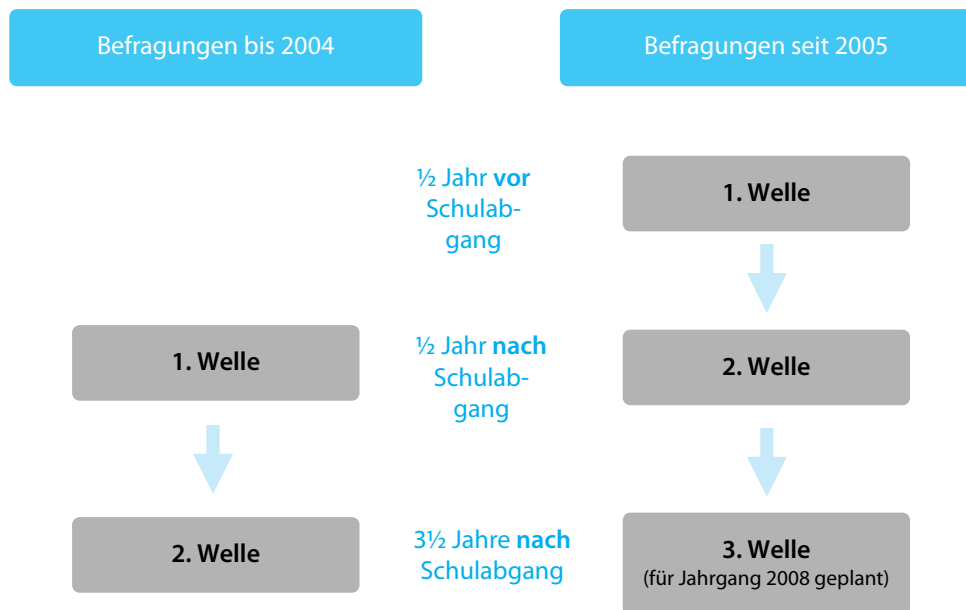 Befragungen bis 2004
Befragungen seit 2005
½ Jahr vor
Schulab-
gang
1. Welle
1. Welle
½ Jahr nach
Schulab-
gang
2. Welle
2. Welle
3½ Jahre nach
Schulabgang
3. Welle
(für Jahrgang 2008 geplant)